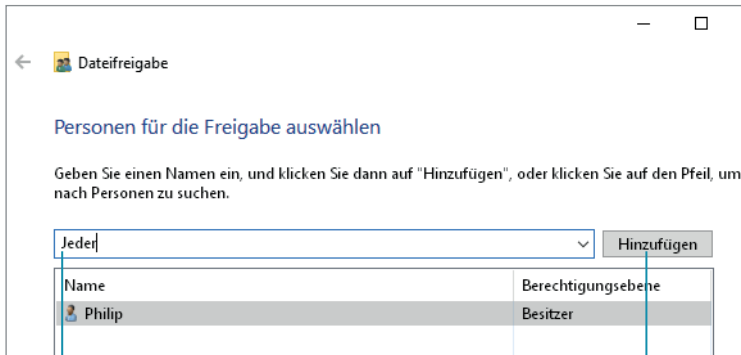 Dateifreigabe
Personen für die Freigabe auswählen
Geben Sie einen Namen ein, und klicken Sie dann auf "Hinzufügen", oder klicken Sie auf den Pfeil, um
nach Personen zu suchen.
Jeder Hinzufügen
Name Berechtigungsebene
Philip Besitzer